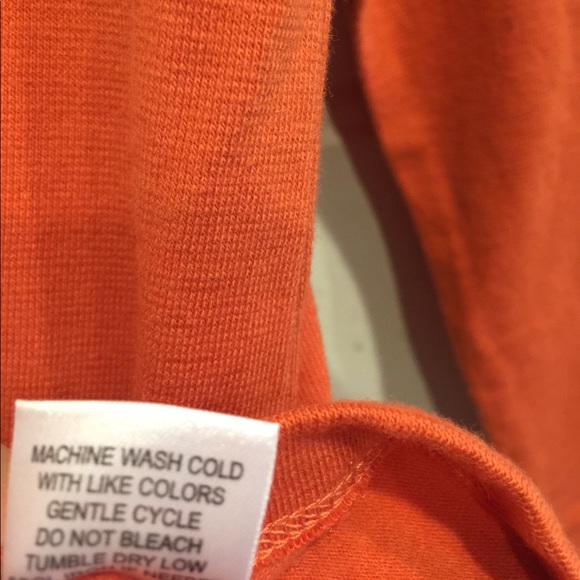 MACHINE WASH COLD
WITH LIKE COLORS
GENTLE CYCLE
DO NOT BLEACH
TUMBLE DRY LOW